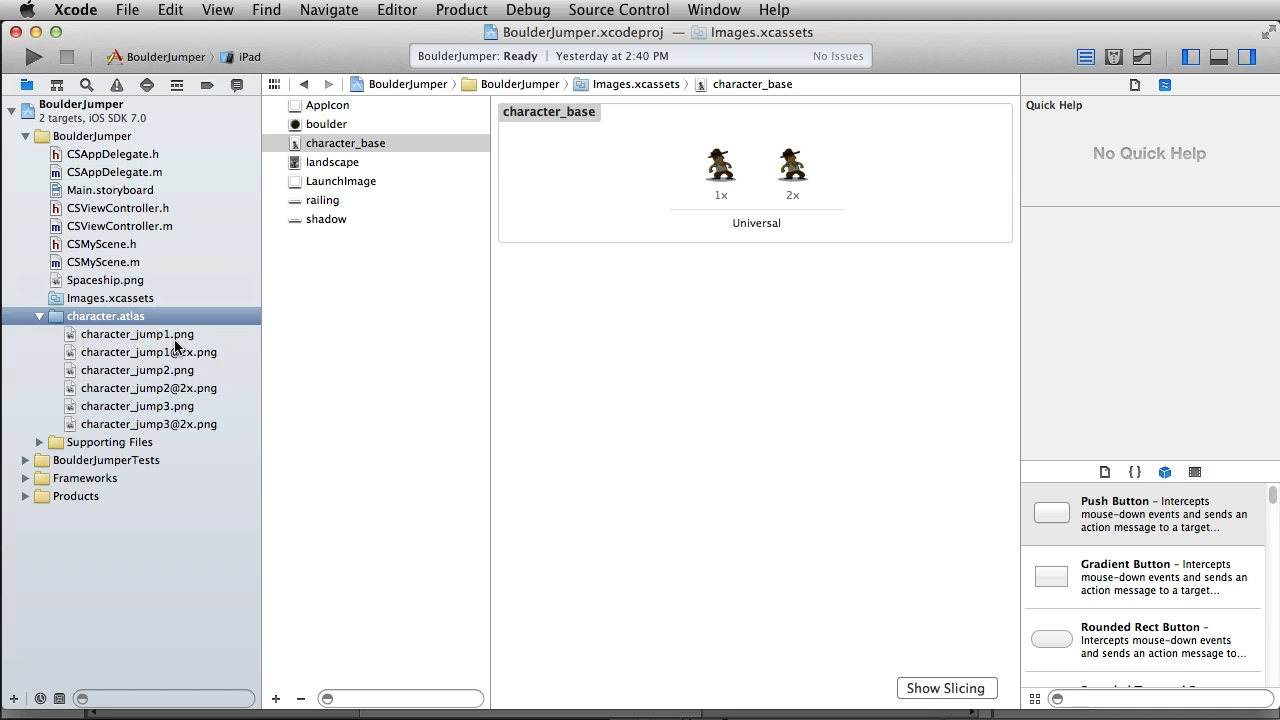 Xcode File Edit View Find Navigate Editor Product Debug Source Control Window Help
BoulderJumper.xcodeproj — Images.xcassets
BoulderJumper iPad
BoulderJumper: Ready Yesterday at 2:40 PM No Issues
BoulderJumper BoulderJumper Images.xcassets character_base
BoulderJumper
2 targets, iOS SDK 7.0
BoulderJumper
CSAppDelegate.h
CSAppDelegate.m
Main.storyboard
CSViewController.h
CSViewController.m
CSMyScene.h
CSMyScene.m
Spaceship.png
Images.xcassets
character.atlas
character_jump1.png
character_jump1@2x.png
character_jump2.png
character_jump2@2x.png
character_jump3.png
character_jump3@2x.png
Supporting Files
BoulderJumperTests
Frameworks
Products
AppIcon
boulder
character_base
landscape
LaunchImage
railing
shadow
character_base
1x 2x
Universal
Show Slicing
Quick Help
No Quick Help
Push Button – Intercepts
mouse-down events and sends an
action message to a target...
Gradient Button – Intercepts
mouse-down events and sends an
action message to a target...
Rounded Rect Button –
Intercepts mouse-down events
and sends an action message to...